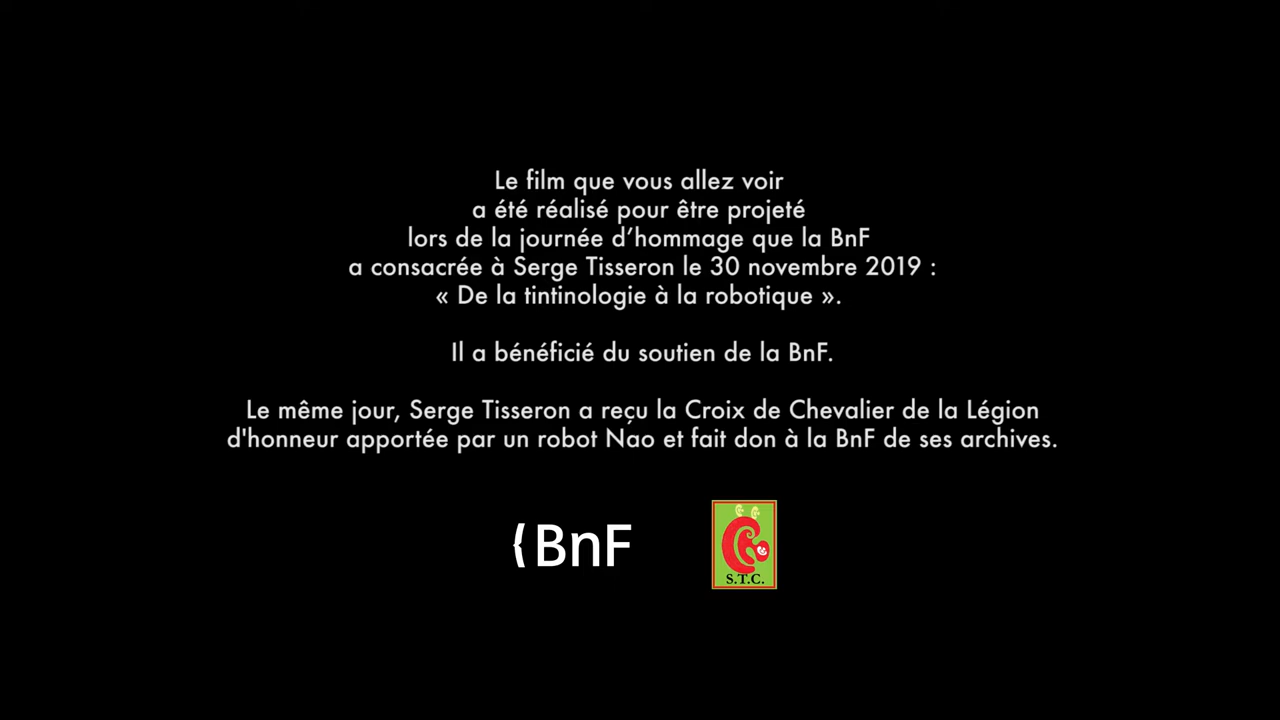 Le film que vous allez voir
a été réalisé pour être projeté
lors de la journée d’hommage que la BnF
a consacrée à Serge Tisseron le 30 novembre 2019 :
« De la tintinologie à la robotique ».
Il a bénéficié du soutien de la BnF.
Le même jour, Serge Tisseron a reçu la Croix de Chevalier de la Légion
d'honneur apportée par un robot Nao et fait don à la BnF de ses archives.
{BnF
S.T.C.